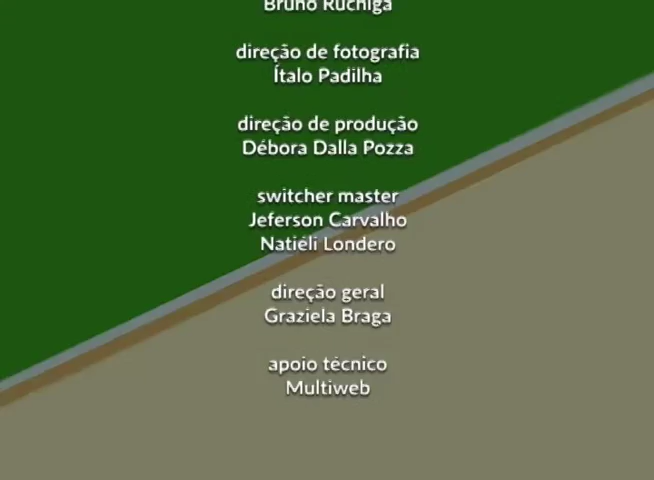 Bruno Ruchiga
direção de fotografia
Ítalo Padilha
direção de produção
Débora Dalla Pozza
switcher master
Jeferson Carvalho
Natiéli Londero
direção geral
Graziela Braga
apoio técnico
Multiweb